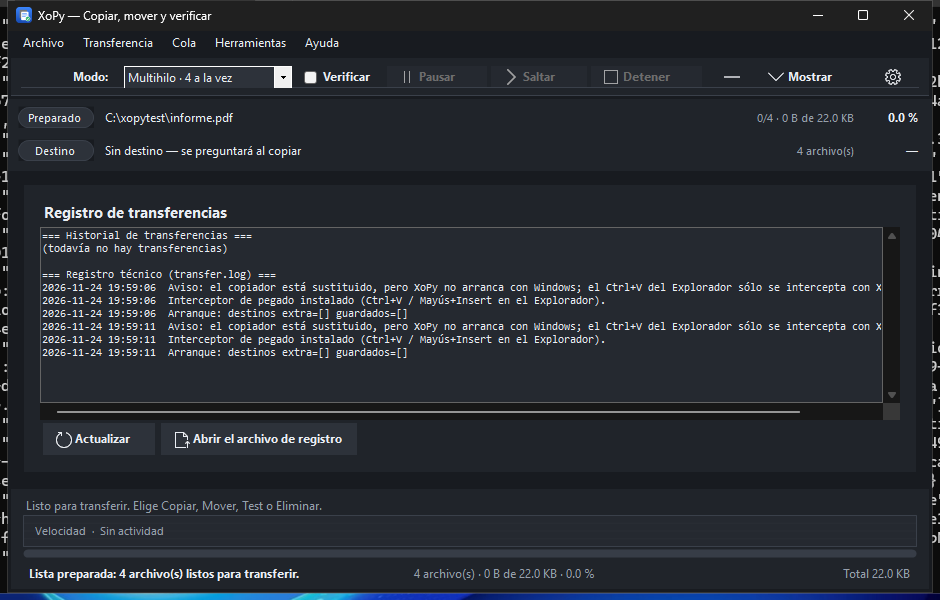 XoPy — Copiar, mover y verificar
Archivo Transferencia Cola Herramientas Ayuda
Modo: Multihilo · 4 a la vez Verificar Pausar Saltar Detener Mostrar
Preparado C:\xopytest\informe.pdf 0/4 · 0 B de 22.0 KB 0.0 %
Destino Sin destino — se preguntará al copiar 4 archivo(s) —
Registro de transferencias
=== Historial de transferencias ===
(todavía no hay transferencias)
=== Registro técnico (transfer.log) ===
2026-11-24 19:59:06 Aviso: el copiador está sustituido, pero XoPy no arranca con Windows; el Ctrl+V del Explorador sólo se intercepta con X
2026-11-24 19:59:06 Interceptor de pegado instalado (Ctrl+V / Mayús+Insert en el Explorador).
2026-11-24 19:59:06 Arranque: destinos extra=[] guardados=[]
2026-11-24 19:59:11 Aviso: el copiador está sustituido, pero XoPy no arranca con Windows; el Ctrl+V del Explorador sólo se intercepta con X
2026-11-24 19:59:11 Interceptor de pegado instalado (Ctrl+V / Mayús+Insert en el Explorador).
2026-11-24 19:59:11 Arranque: destinos extra=[] guardados=[]
Actualizar Abrir el archivo de registro
Listo para transferir. Elige Copiar, Mover, Test o Eliminar.
Velocidad · Sin actividad
Lista preparada: 4 archivo(s) listos para transferir. 4 archivo(s) · 0 B de 22.0 KB · 0.0 % Total 22.0 KB